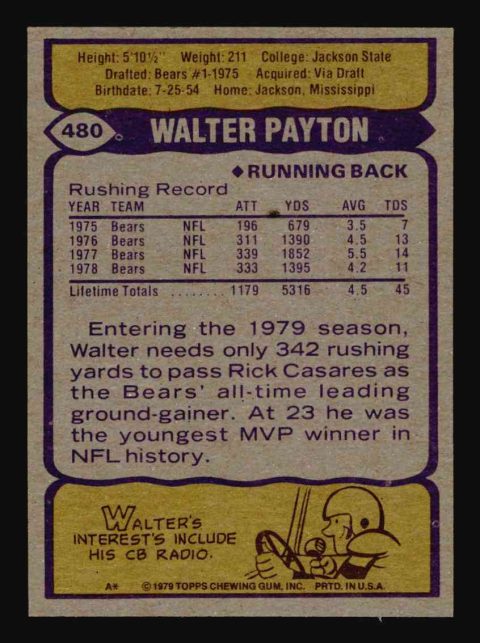 Height: 5'10½" Weight: 211 College: Jackson State
Drafted: Bears #1-1975 Acquired: Via Draft
Birthdate: 7-25-54 Home: Jackson, Mississippi
480 WALTER PAYTON
◆RUNNING BACK
Rushing Record
YEAR TEAM ATT YDS AVG TDS
1975 Bears NFL 196 679 3.5 7
1976 Bears NFL 311 1390 4.5 13
1977 Bears NFL 339 1852 5.5 14
1978 Bears NFL 333 1395 4.2 11
Lifetime Totals ........ 1179 5316 4.5 45
Entering the 1979 season,
Walter needs only 342 rushing
yards to pass Rick Casares as
the Bears' all-time leading
ground-gainer. At 23 he was
the youngest MVP winner in
NFL history.
WALTER'S
INTEREST'S INCLUDE
HIS CB RADIO.
A* ©1979 TOPPS CHEWING GUM, INC. PRTD. IN U.S.A.